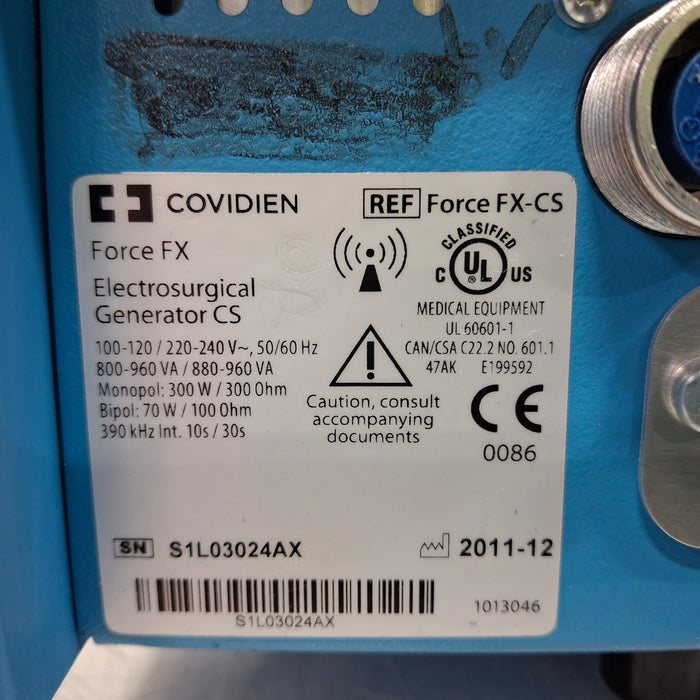 COVIDIEN
REF Force FX-CS
Force FX
Electrosurgical
Generator CS
100-120 / 220-240 V~, 50/60 Hz
800-960 VA / 880-960 VA
Monopol: 300 W / 300 Ohm
Bipol: 70 W / 100 Ohm
390 kHz Int. 10s / 30s
CLASSIFIED
C UL ® US
MEDICAL EQUIPMENT
UL 60601-1
CAN/CSA C22.2 NO. 601.1
47AK E199592
Caution, consult
accompanying
documents
CE
0086
SN S1L03024AX
2011-12
S1L03024AX
1013046